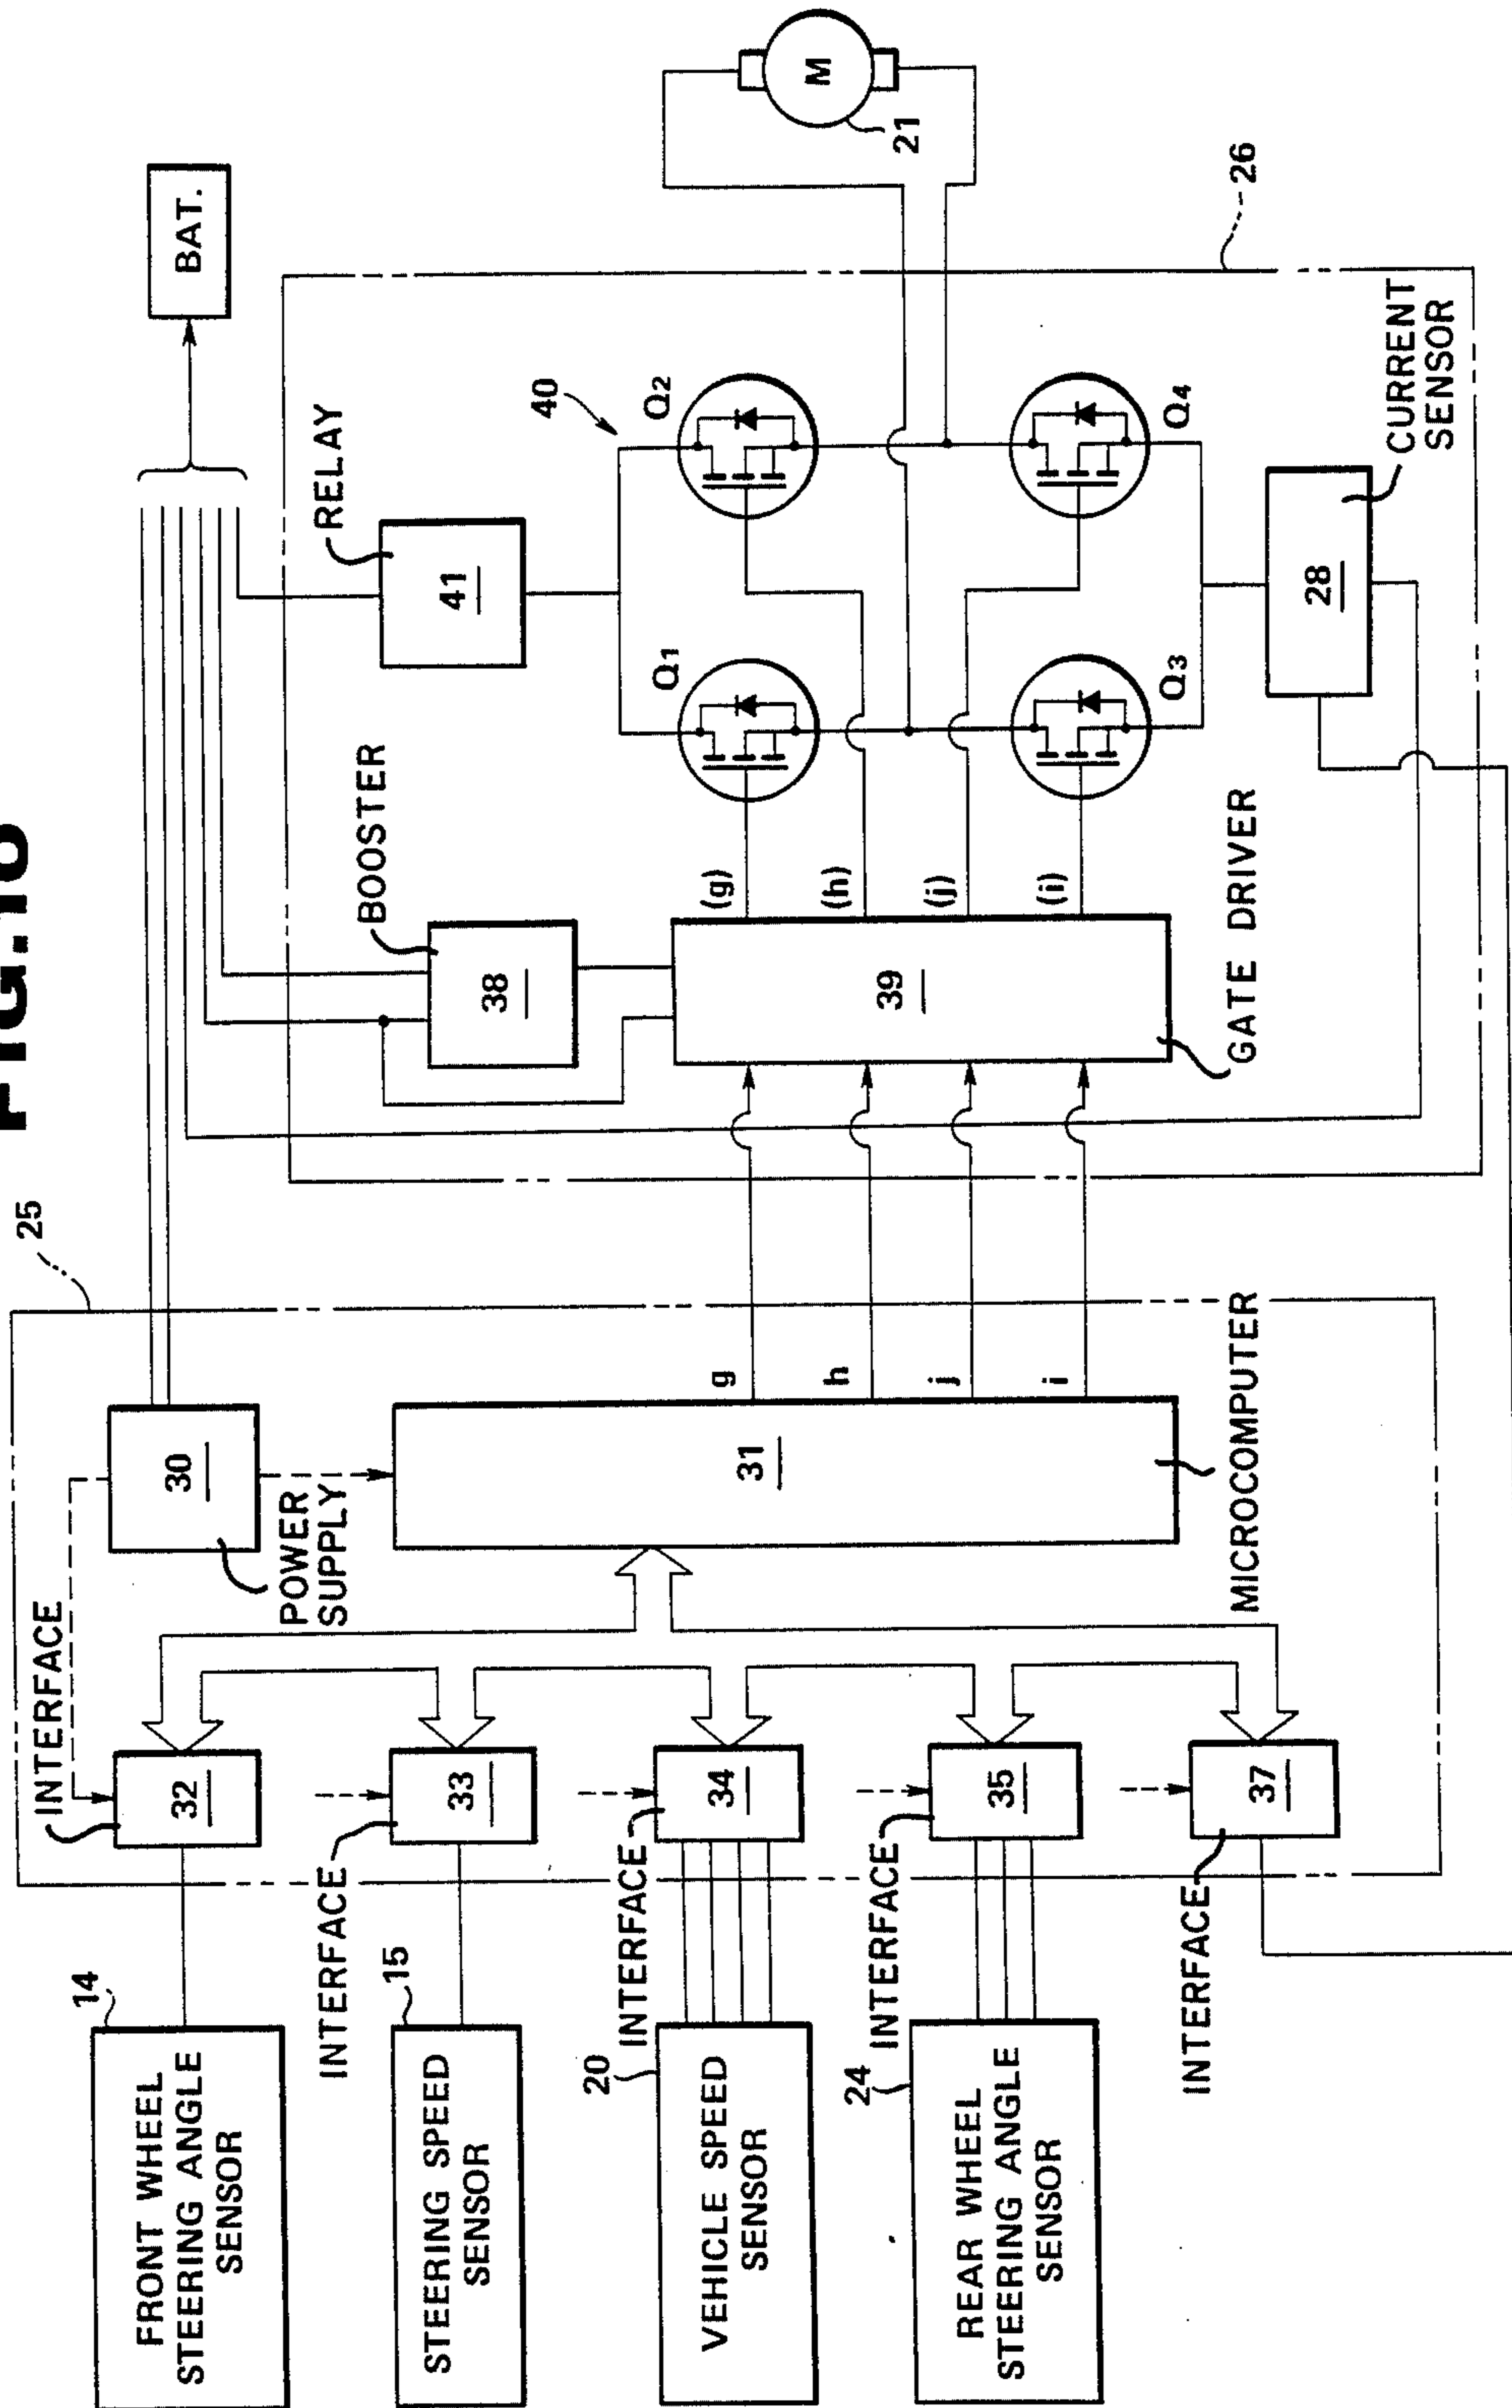 25
BAT.
INTERFACE
30
POWER
SUPPLY
BOOSTER
RELAY
14
FRONT WHEEL
STEERING ANGLE
SENSOR
32
38
41
40
INTERFACE
15
STEERING SPEED
SENSOR
33
31
39
Q1
Q2
M
21
g
(g)
h
(h)
j
(j)
i
(i)
20
INTERFACE
VEHICLE SPEED
SENSOR
34
24
INTERFACE
REAR WHEEL
STEERING ANGLE
SENSOR
35
Q3
Q4
INTERFACE
37
MICROCOMPUTER
GATE DRIVER
26
28
CURRENT
SENSOR